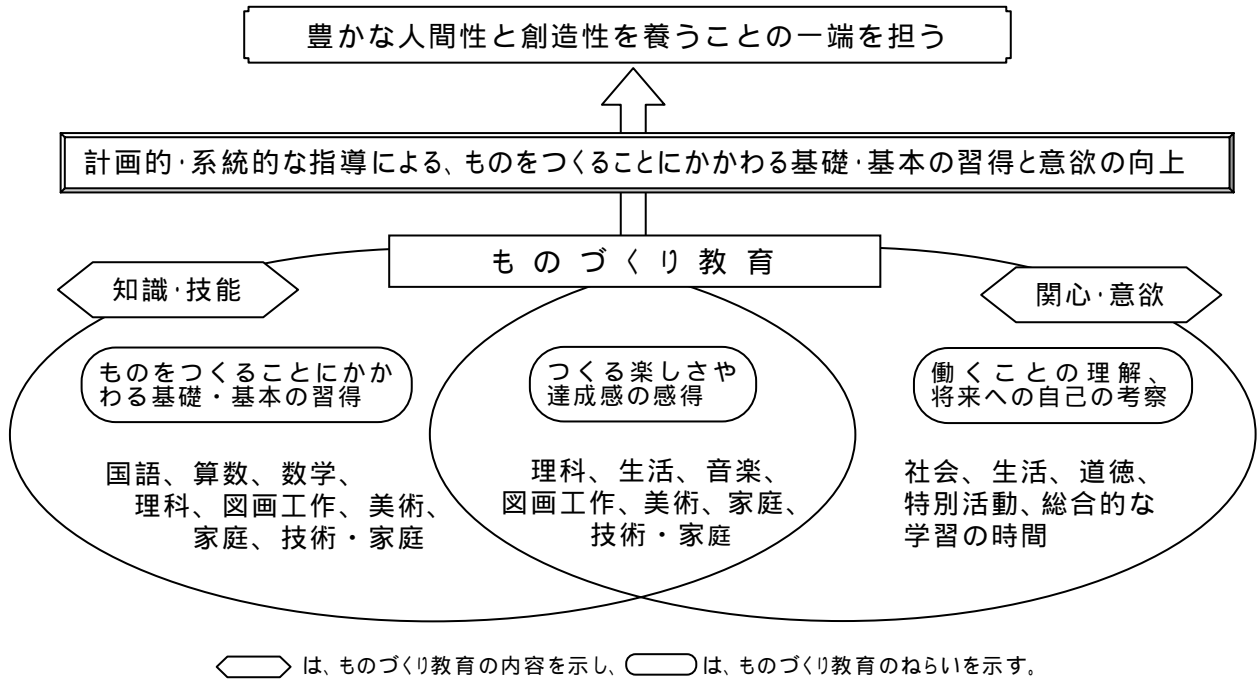 豊かな人間性と創造性を養うことの一端を担う
計画的・系統的な指導による、ものをつくることにかかわる基礎・基本の習得と意欲の向上
ものづくり教育
知識・技能
関心・意欲
ものをつくることにかか
わる基礎・基本の習得
つくる楽しさや
達成感の感得
働くことの理解、
将来への自己の考察
国語、算数、数学、
理科、図画工作、美術、
家庭、技術・家庭
理科、生活、音楽、
図画工作、美術、家庭、
技術・家庭
社会、生活、道徳、
特別活動、総合的な
学習の時間
は、ものづくり教育の内容を示し、 は、ものづくり教育のねらいを示す。